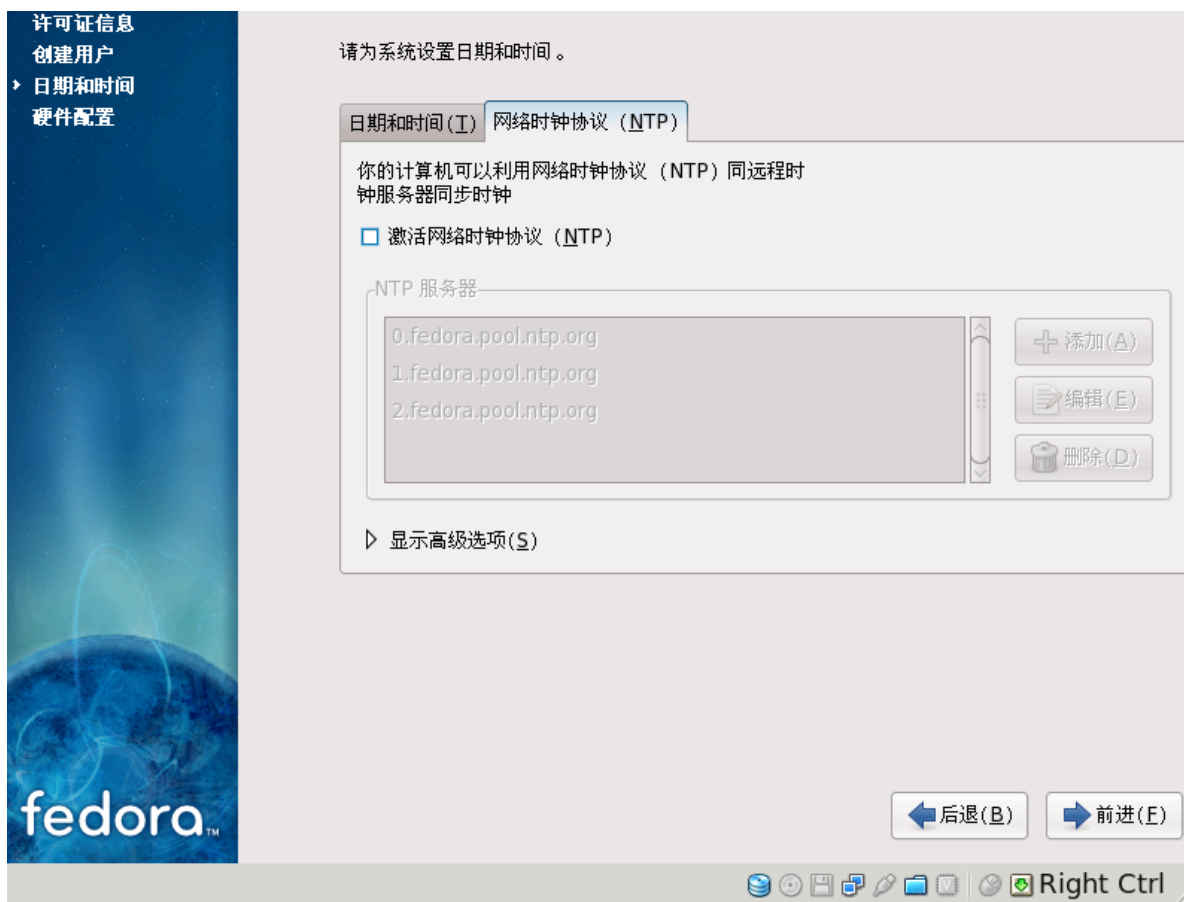 许可证信息
创建用户
日期和时间
硬件配置
请为系统设置日期和时间。
日期和时间(T) 网络时钟协议（NTP）
你的计算机可以利用网络时钟协议（NTP）同远程时
钟服务器同步时钟
激活网络时钟协议（NTP）
NTP 服务器
0.fedora.pool.ntp.org
1.fedora.pool.ntp.org
2.fedora.pool.ntp.org
添加(A)
编辑(E)
删除(D)
显示高级选项(S)
fedora™
后退(B) 前进(F)
Right Ctrl